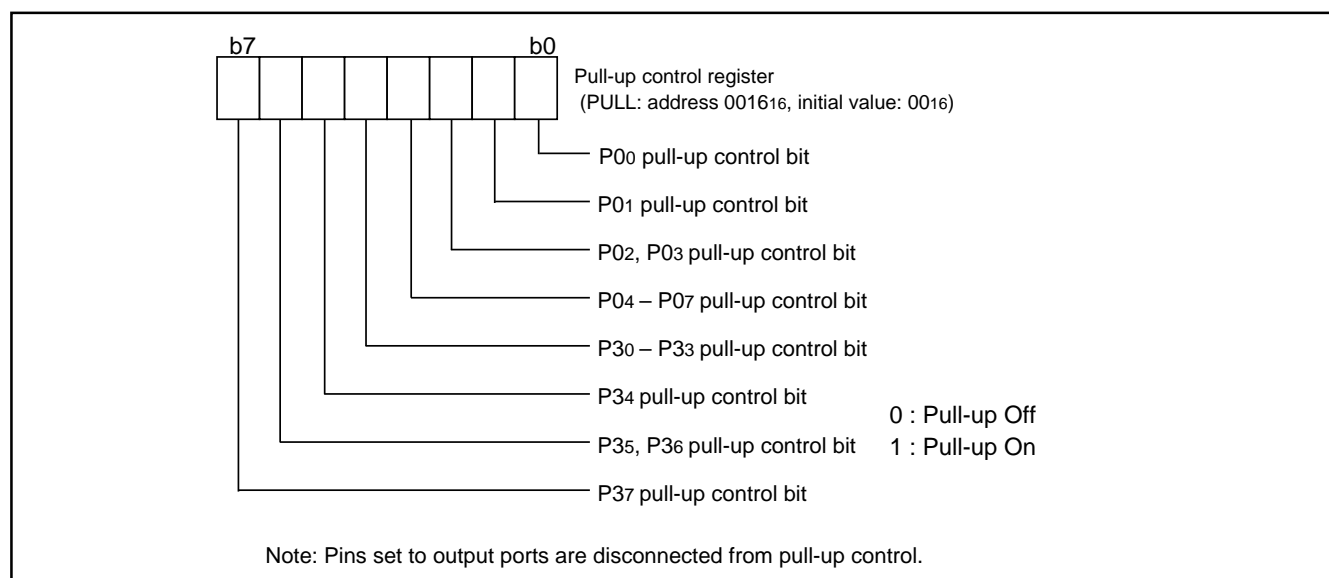 b7 b0
Pull-up control register
(PULL: address 001616, initial value: 0016)
P00 pull-up control bit
P01 pull-up control bit
P02, P03 pull-up control bit
P04 – P07 pull-up control bit
P30 – P33 pull-up control bit
P34 pull-up control bit
0 : Pull-up Off
P35, P36 pull-up control bit
1 : Pull-up On
P37 pull-up control bit
Note: Pins set to output ports are disconnected from pull-up control.